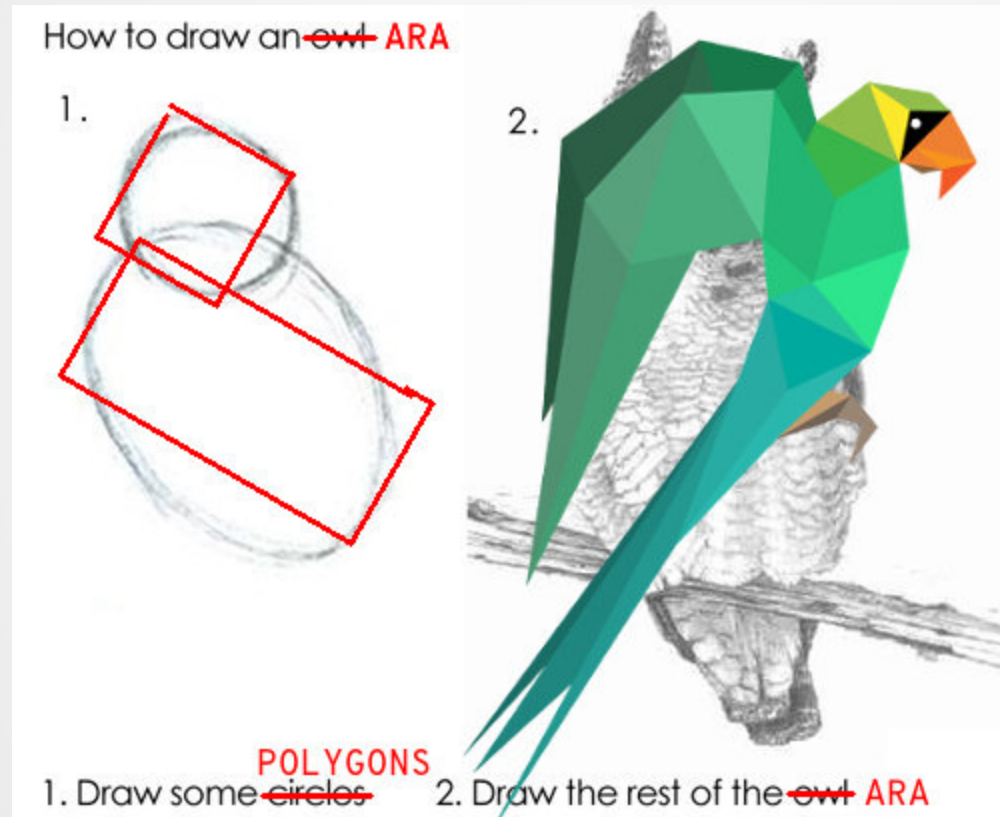 How to draw an owl ARA
1.
2.
POLYGONS
1. Draw some circles
2. Draw the rest of the owl ARA